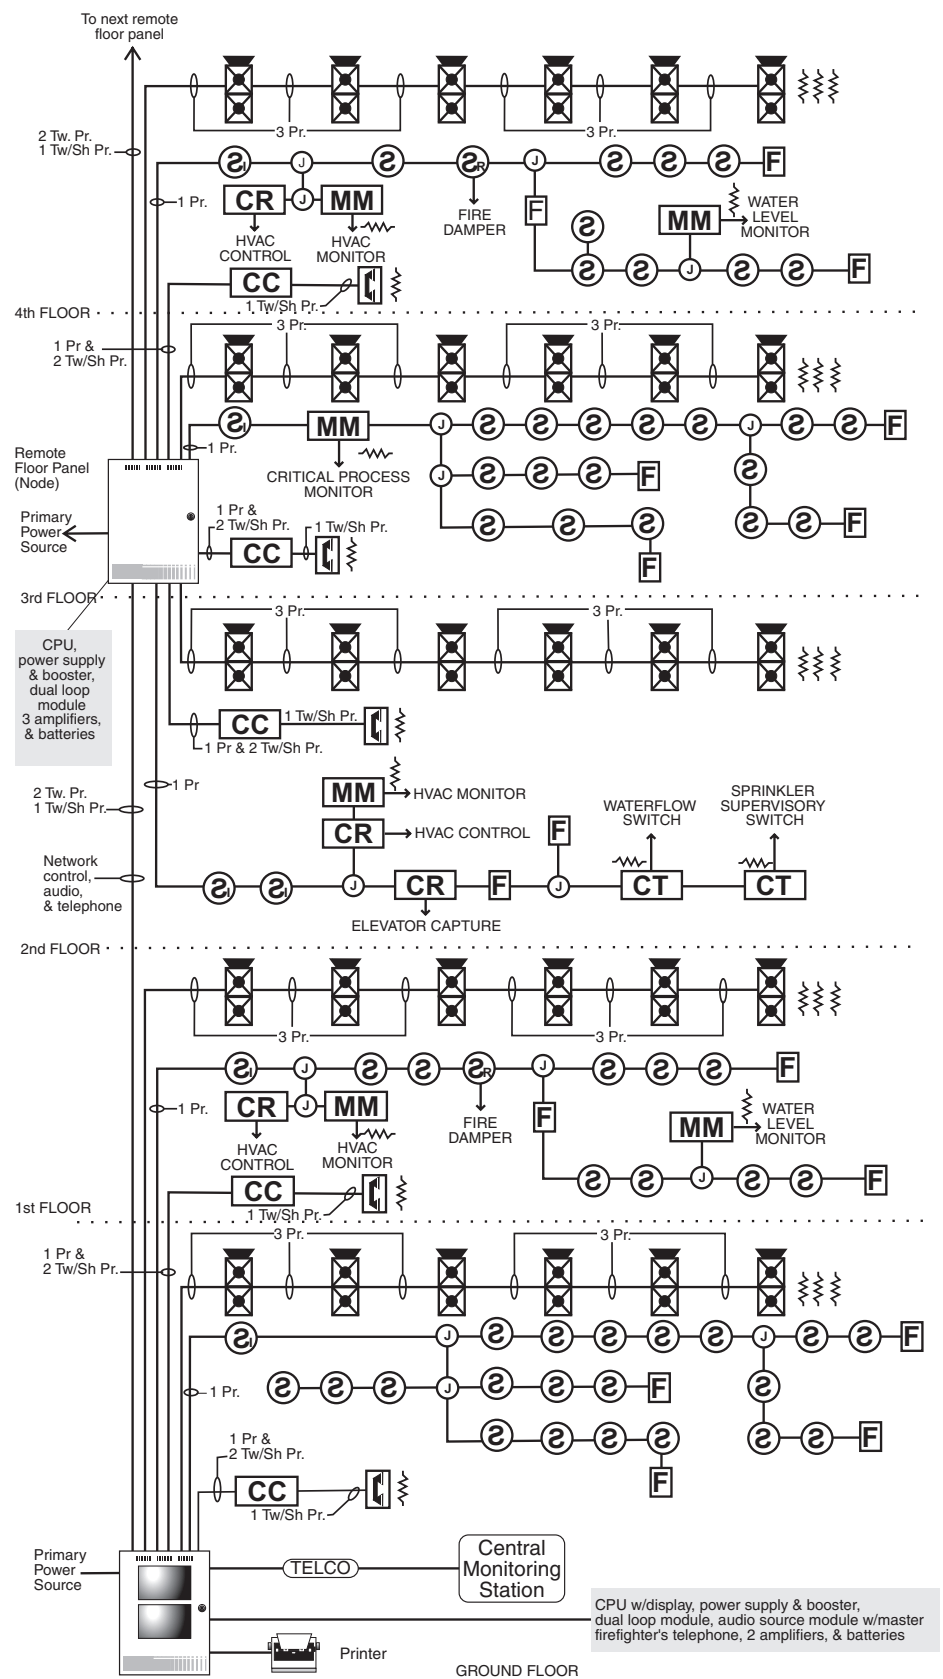 To next remote
floor panel
3 Pr.
3 Pr.
2 Tw. Pr.
1 Tw/Sh Pr.
S I
J
S
S R
J
S
S
S
F
1 Pr.
CR
J
MM
F
MM
WATER
LEVEL
MONITOR
FIRE
DAMPER
S
HVAC
CONTROL
HVAC
MONITOR
CC
1 Tw/Sh Pr.
S
S
J
S
S
F
4th FLOOR
3 Pr.
3 Pr.
1 Pr &
2 Tw/Sh Pr.
S I
MM
J
S
S
S
S
S
J
S
S
F
1 Pr.
Remote
Floor Panel
(Node)
CRITICAL PROCESS
MONITOR
J
S
S
S
F
S
Primary
Power
Source
1 Pr &
2 Tw/Sh Pr.
1 Tw/Sh Pr.
CC
S
S
S
S
S
F
F
3rd FLOOR
3 Pr.
3 Pr.
CPU,
power supply
& booster,
dual loop
module
3 amplifiers,
& batteries
CC
1 Tw/Sh Pr.
1 Pr & 2 Tw/Sh Pr.
1 Pr
2 Tw. Pr.
1 Tw/Sh Pr.
MM
HVAC MONITOR
CR
HVAC CONTROL
F
WATERFLOW
SWITCH
SPRINKLER
SUPERVISORY
SWITCH
Network
control,
audio,
& telephone
S I
S I
J
CR
F
J
CT
CT
ELEVATOR CAPTURE
2nd FLOOR
3 Pr.
3 Pr.
S I
J
S
S
S R
J
S
S
S
F
1 Pr.
CR
J
MM
F
MM
WATER
LEVEL
MONITOR
FIRE
DAMPER
HVAC
CONTROL
HVAC
MONITOR
CC
1 Tw/Sh Pr.
S
S
J
S
S
F
1st FLOOR
3 Pr.
3 Pr.
1 Pr &
2 Tw/Sh Pr.
S I
J
S
S
S
S
S
J
S
S
F
1 Pr.
S
S
S
J
S
S
S
F
S
S
S
S
S
S
S
F
F
1 Pr &
2 Tw/Sh Pr.
CC
1 Tw/Sh Pr.
Primary
Power
Source
TELCO
Central
Monitoring
Station
CPU w/display, power supply & booster,
dual loop module, audio source module w/master
firefighter's telephone, 2 amplifiers, & batteries
Printer
GROUND FLOOR